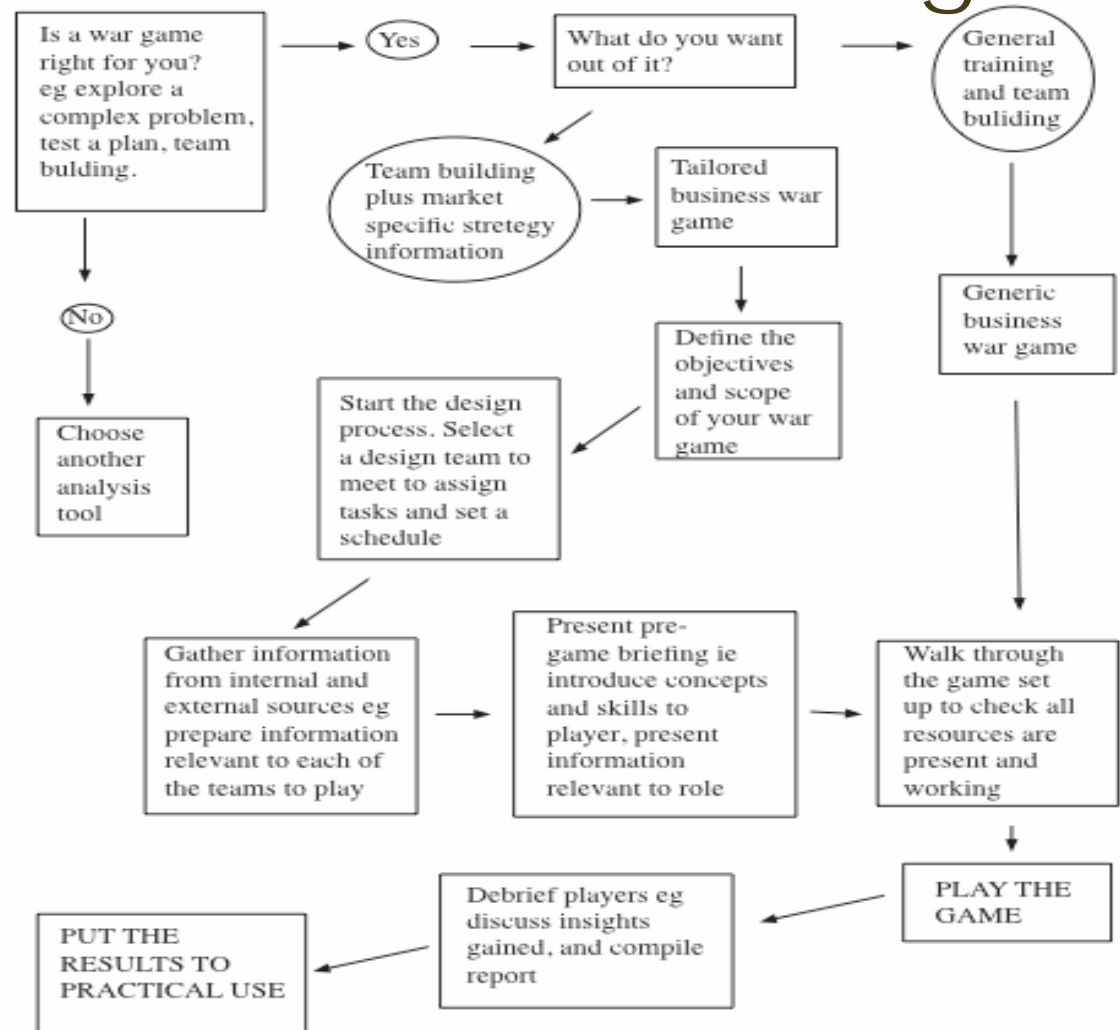 Is a war game
right for you?
eg explore a
complex problem,
test a plan, team
bulding.
Yes
What do you want
out of it?
General
training
and team
buliding
Team building
plus market
specific stretegy
information
Tailored
business war
game
No
Generic
business
war game
Define the
objectives
and scope
of your war
game
Start the design
process. Select
a design team to
meet to assign
tasks and set a
schedule
Choose
another
analysis
tool
Gather information
from internal and
external sources eg
prepare information
relevant to each of
the teams to play
Present pre-
game briefing ie
introduce concepts
and skills to
player, present
information
relevant to role
Walk through
the game set
up to check all
resources are
present and
working
PLAY THE
GAME
Debrief players eg
discuss insights
gained, and compile
report
PUT THE
RESULTS TO
PRACTICAL USE